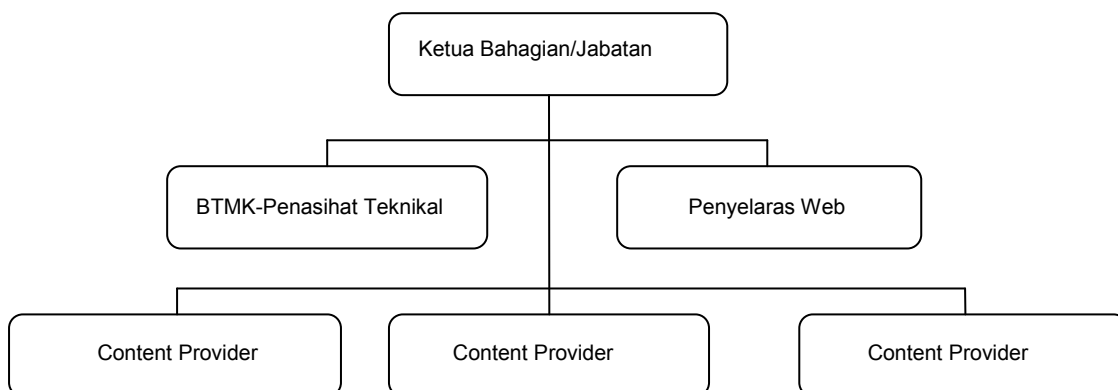 Ketua Bahagian/Jabatan
BTMK-Penasihat Teknikal
Penyelaras Web
Content Provider
Content Provider
Content Provider